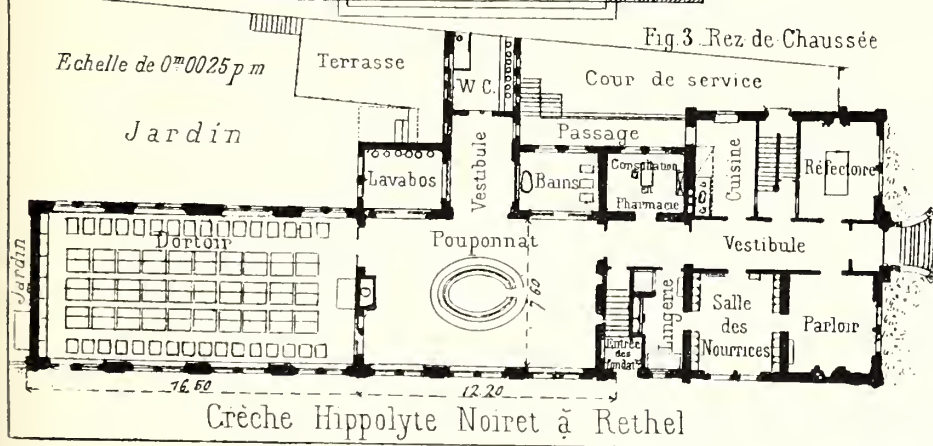 Fig. 3. Rez de Chaussée
Echelle de 0m0025 p m
Terrasse
W.C.
Cour de service
Jardin
Passage
Lavabos
Vestibule
Bains
Consultation
et
Pharmacie
Cuisine
Réfectoire
Jardin
Dortoir
Pouponnat
Vestibule
7.60
Lingerie
Salle
des
Nourrices
Parloir
Entrée
des
16.60
12.20
Crèche Hippolyte Noiret à Rethel